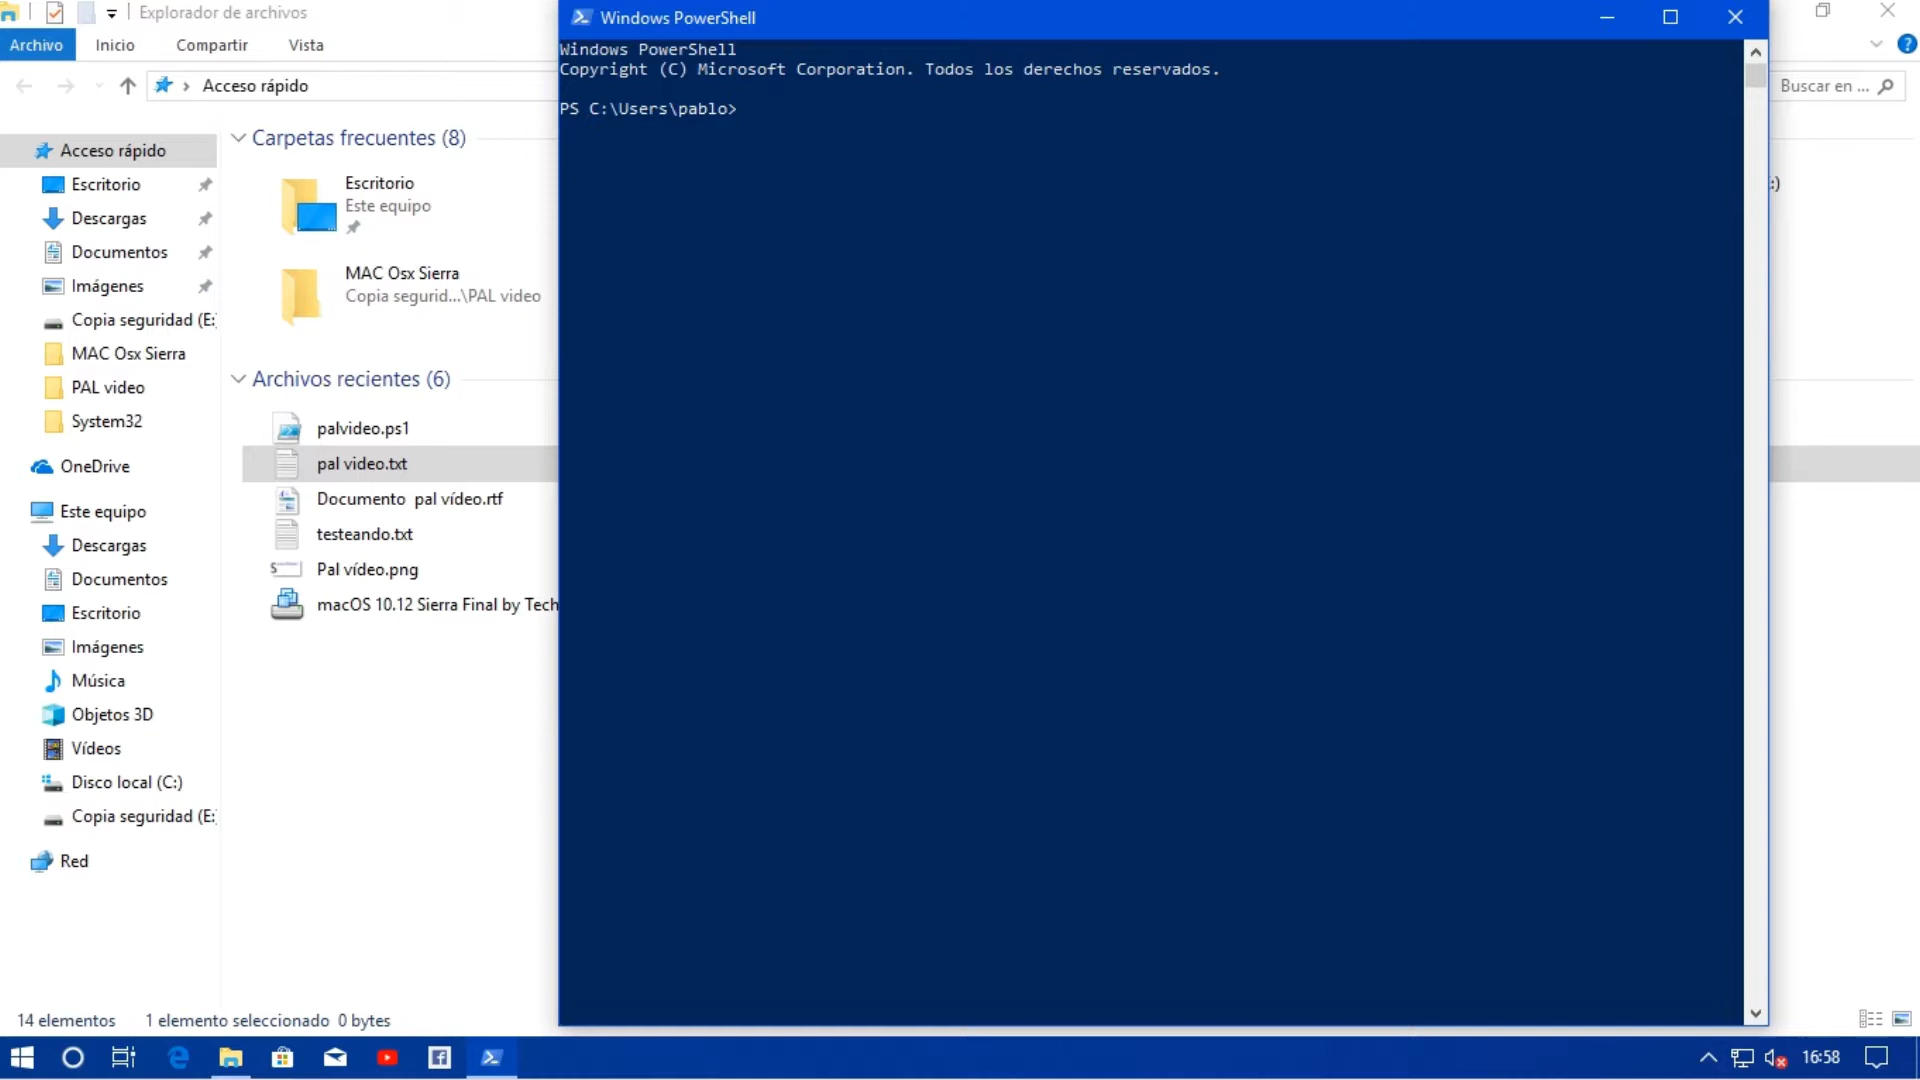 Explorador de archivos
Archivo Inicio Compartir Vista
Acceso rápido
Buscar en ...
Acceso rápido
Escritorio
Descargas
Documentos
Imágenes
Copia seguridad (E:
MAC Osx Sierra
PAL video
System32
OneDrive
Este equipo
Descargas
Documentos
Escritorio
Imágenes
Música
Objetos 3D
Vídeos
Disco local (C:)
Copia seguridad (E:
Red
Carpetas frecuentes (8)
Escritorio
Este equipo
MAC Osx Sierra
Copia segurid...\PAL video
Archivos recientes (6)
palvideo.ps1
pal video.txt
Documento pal vídeo.rtf
testeando.txt
Pal vídeo.png
macOS 10.12 Sierra Final by Tech
:)
Windows PowerShell
Windows PowerShell
Copyright (C) Microsoft Corporation. Todos los derechos reservados.
PS C:\Users\pablo>
14 elementos 1 elemento seleccionado 0 bytes
16:58